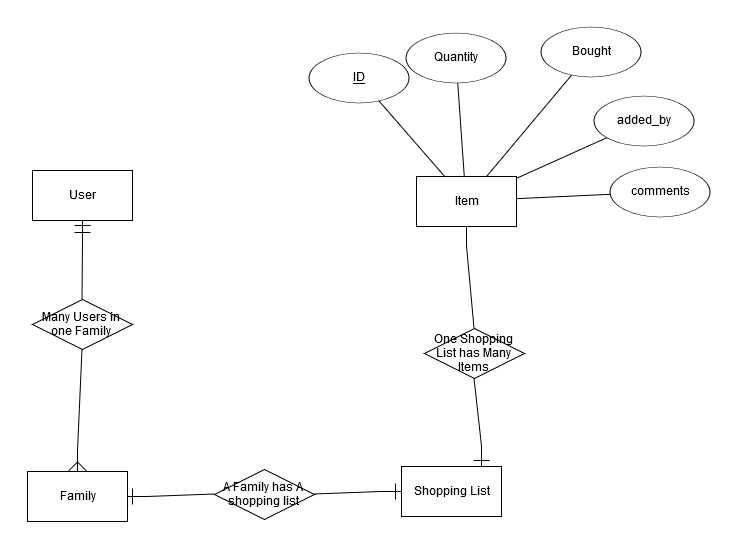 ID
Quantity
Bought
added_by
comments
User
Item
Many Users in
one Family
One Shopping
List has Many
Items
Family
A Family has A
shopping list
Shopping List